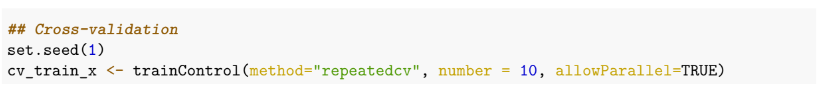 ## Cross-validation
set.seed(1)
cv_train_x <- trainControl(method="repeatedcv", number = 10, allowParallel=TRUE)